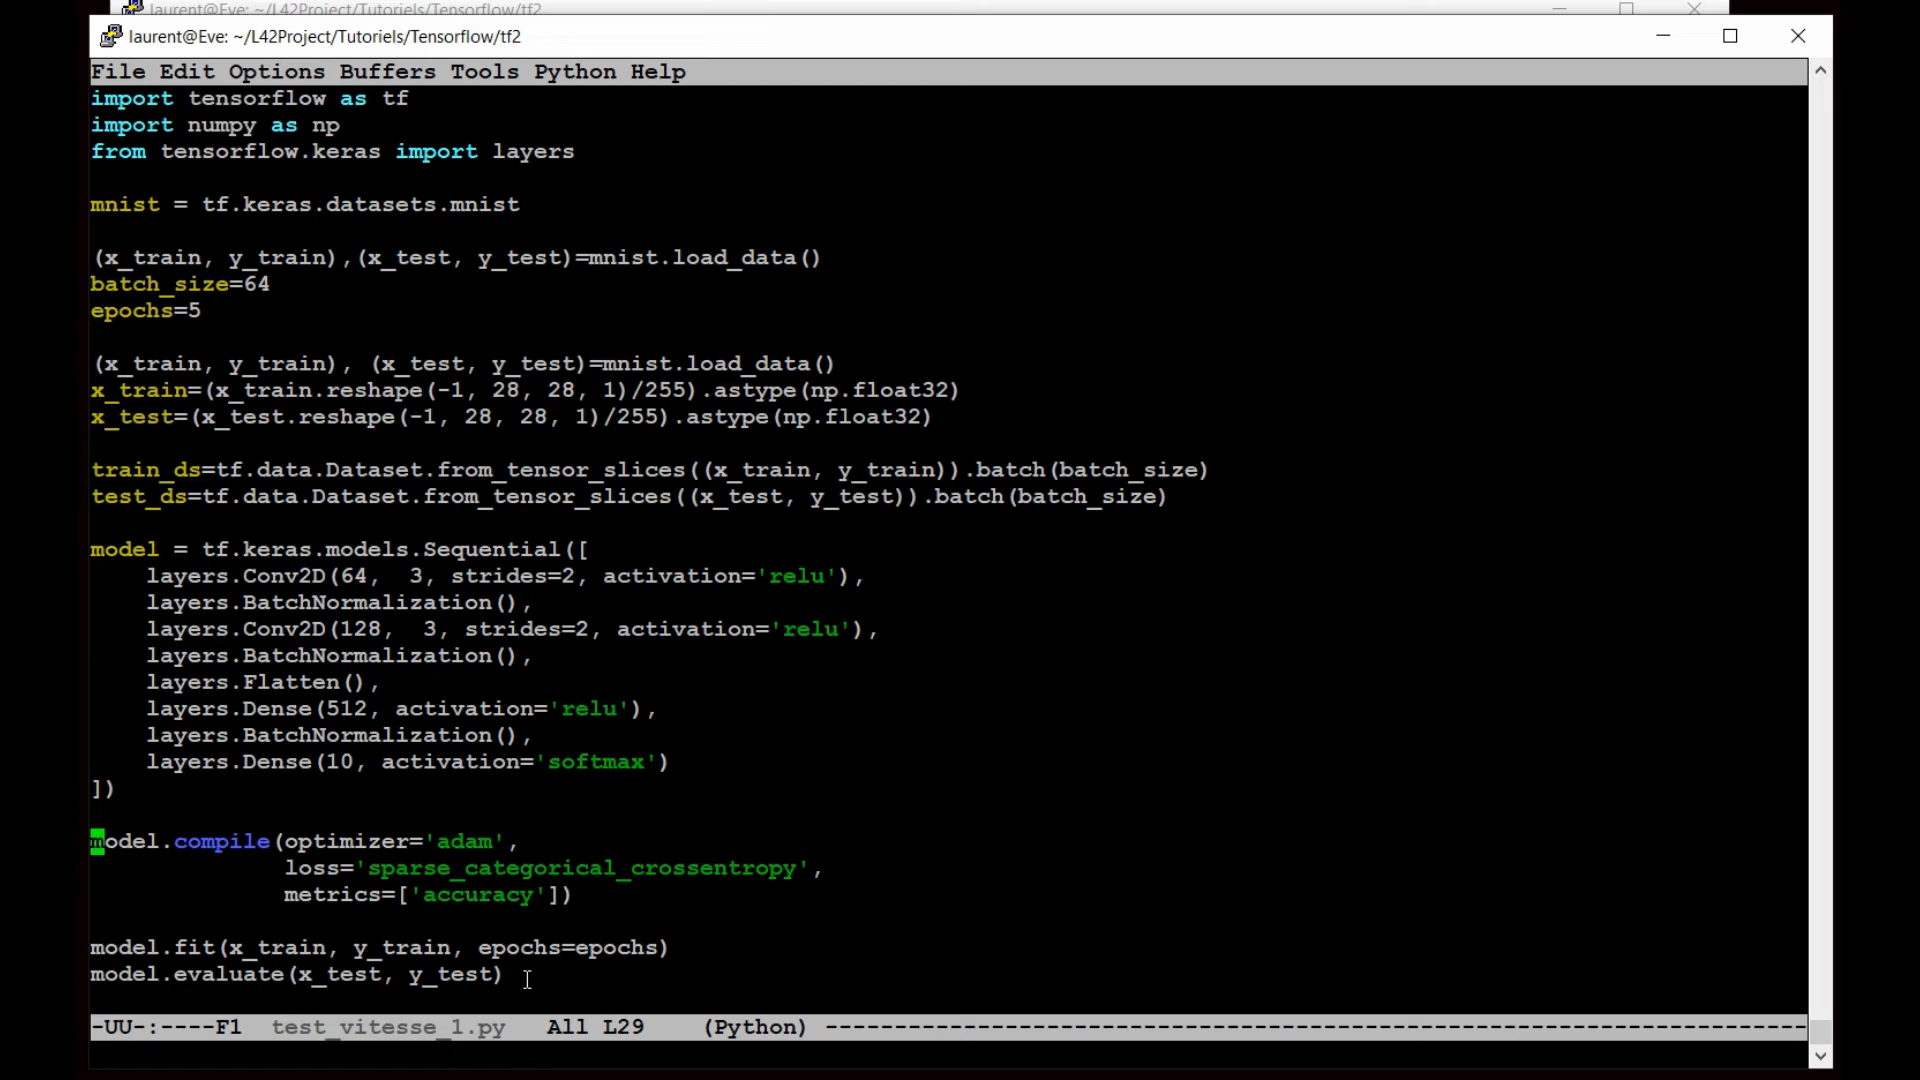 laurent@Eve: ~/L42Project/Tutoriels/Tensorflow/tf2
laurent@Eve: ~/L42Project/Tutoriels/Tensorflow/tf2
File Edit Options Buffers Tools Python Help
import tensorflow as tf
import numpy as np
from tensorflow.keras import layers
mnist = tf.keras.datasets.mnist
(x_train, y_train),(x_test, y_test)=mnist.load_data()
batch_size=64
epochs=5
(x_train, y_train), (x_test, y_test)=mnist.load_data()
x_train=(x_train.reshape(-1, 28, 28, 1)/255).astype(np.float32)
x_test=(x_test.reshape(-1, 28, 28, 1)/255).astype(np.float32)
train_ds=tf.data.Dataset.from_tensor_slices((x_train, y_train)).batch(batch_size)
test_ds=tf.data.Dataset.from_tensor_slices((x_test, y_test)).batch(batch_size)
model = tf.keras.models.Sequential([
    layers.Conv2D(64,  3, strides=2, activation='relu'),
    layers.BatchNormalization(),
    layers.Conv2D(128,  3, strides=2, activation='relu'),
    layers.BatchNormalization(),
    layers.Flatten(),
    layers.Dense(512, activation='relu'),
    layers.BatchNormalization(),
    layers.Dense(10, activation='softmax')
])
model.compile(optimizer='adam',
              loss='sparse_categorical_crossentropy',
              metrics=['accuracy'])
model.fit(x_train, y_train, epochs=epochs)
model.evaluate(x_test, y_test)
-UU-:----F1  test_vitesse_1.py   All L29    (Python) -----------------------------------------------------------------------